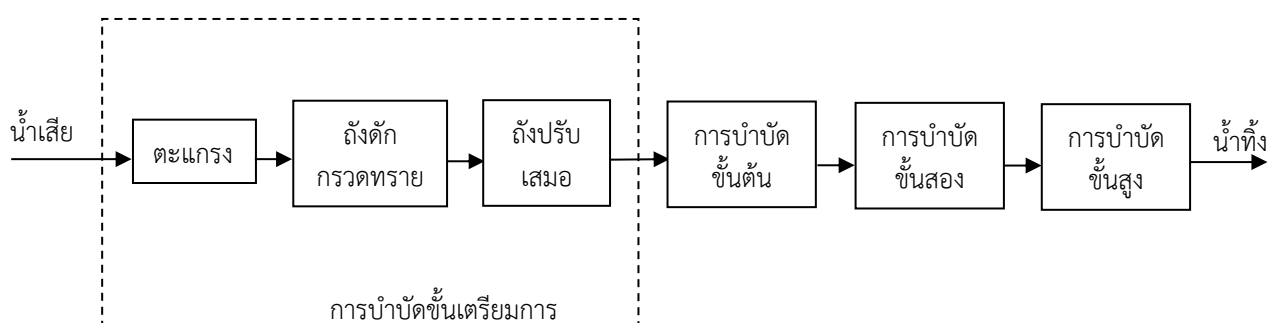 น้ำเสีย
ตะแกรง
ถังดัก
กรวดทราย
ถังปรับ
เสมอ
การบำบัด
ขั้นต้น
การบำบัด
ขั้นสอง
การบำบัด
ขั้นสูง
น้ำทิ้ง
การบำบัดขั้นเตรียมการ